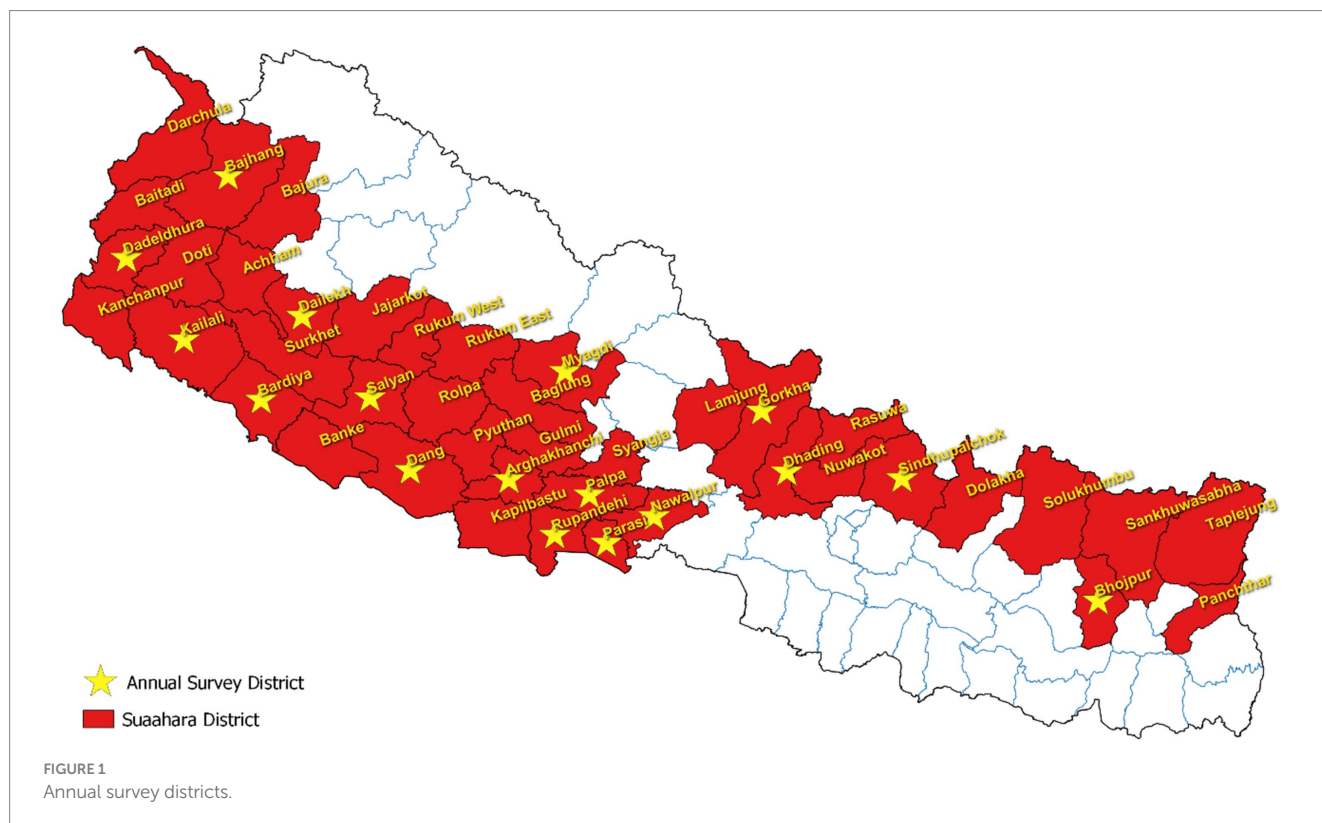 Darchula
Bajhang
Baitadi
Bajura
Dadeldhura
Doti
Achham
Kanchanpur
Dailekh
Jajarkot
Kailali
Surkhet
Rukum West
Rukum East
Myagdi
Bardiya
Salyan
Rolpa
Baglung
Lamjung
Gorkha
Banke
Pyuthan
Gulmi
Rasuwa
Dang
Arghakhanchi
Syangja
Dhading
Nuwakot
Sindhupalchok
Dolakha
Solukhumbu
Sankhuwasabha
Taplejung
Kapilbastu
Palpa
Rupandehi
Parasi
Nawalpur
Bhojpur
Panchthar
Annual Survey District
Suaahara District
FIGURE 1
Annual survey districts.